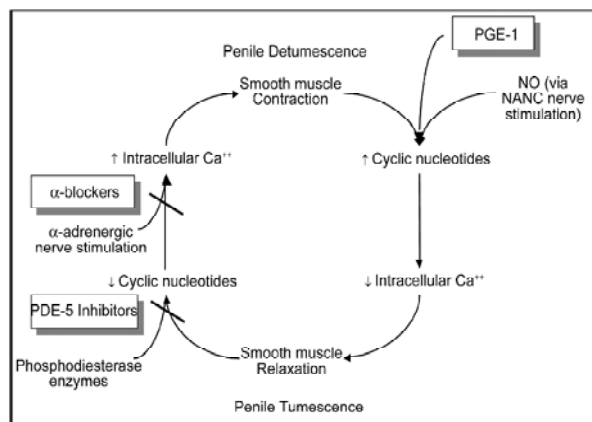 PGE-1
Penile Detumescence
Smooth muscle
Contraction
NO (via
NANC nerve
stimulation)
↑ Intracellular Ca++
↑ Cyclic nucleotides
α-blockers
α-adrenergic
nerve stimulation
↓ Cyclic nucleotides
↓ Intracellular Ca++
PDE-5 Inhibitors
Phosphodiesterase
enzymes
Smooth muscle
Relaxation
Penile Tumescence